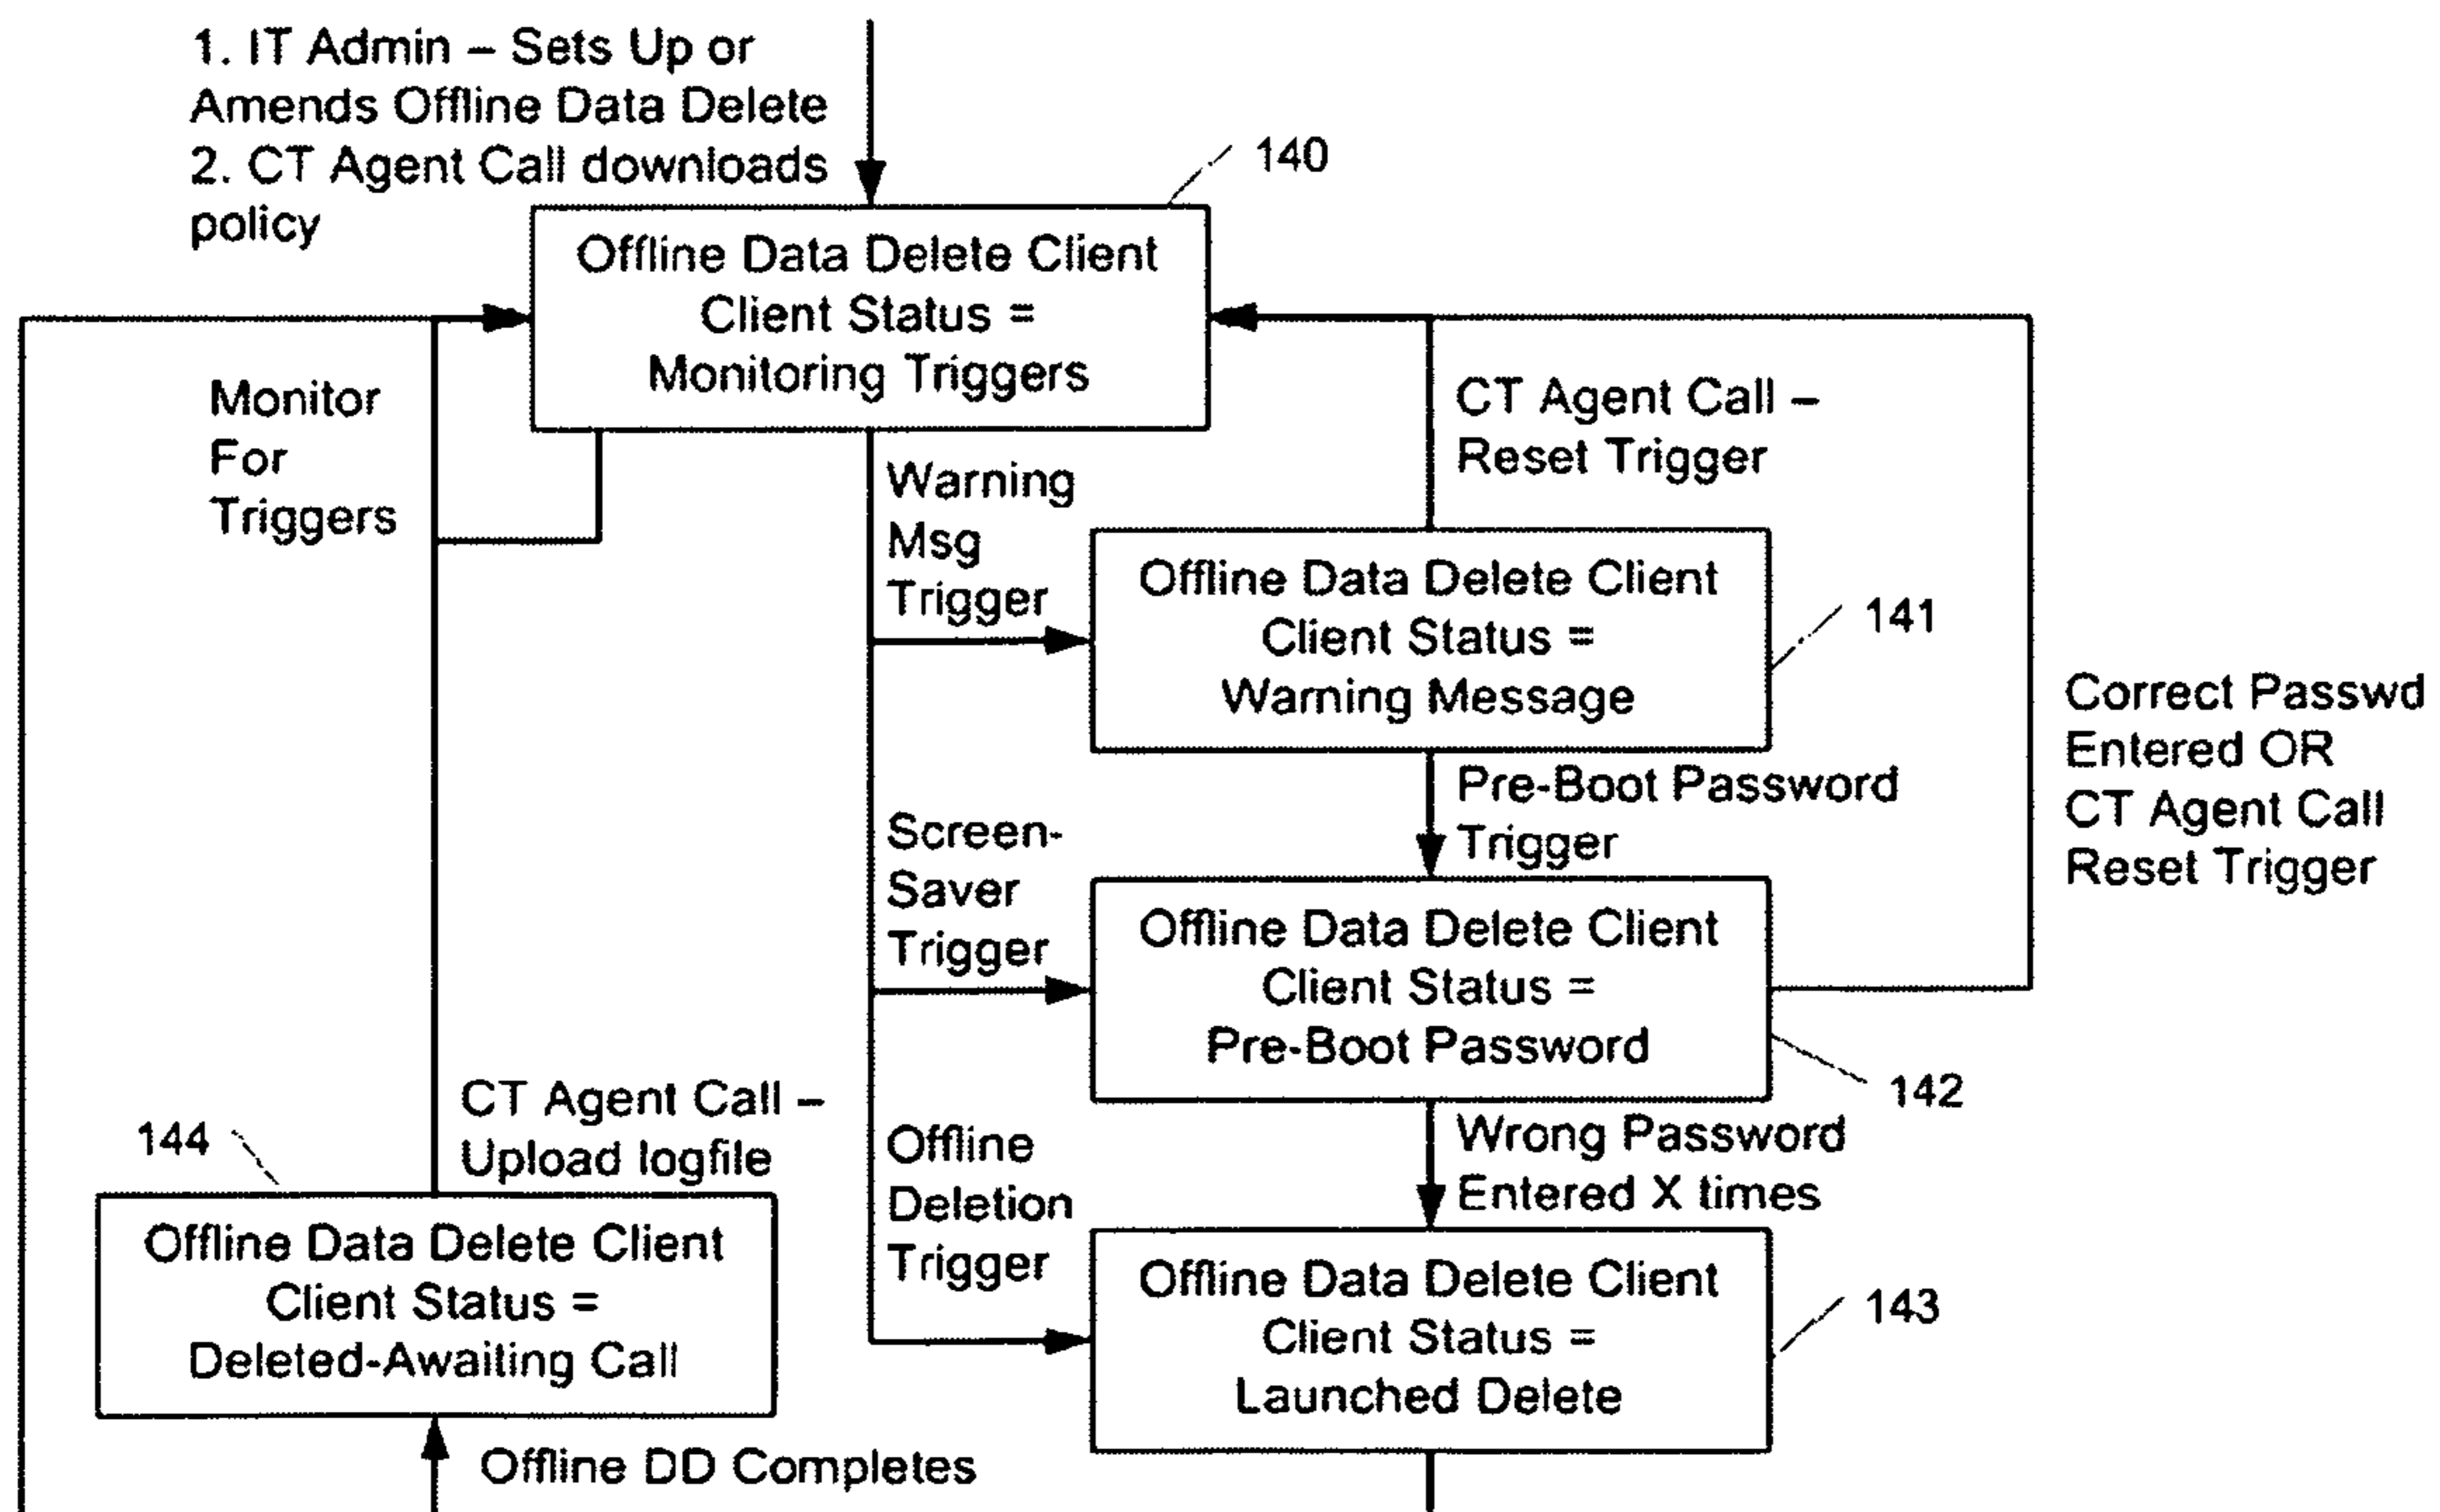 1. IT Admin – Sets Up or
Amends Offline Data Delete
2. CT Agent Call downloads
policy
140
Offline Data Delete Client
Client Status =
Monitoring Triggers
Monitor
For
Triggers
CT Agent Call –
Reset Trigger
Warning
Msg
Trigger
Offline Data Delete Client
Client Status =
Warning Message
141
Correct Passwd
Entered OR
CT Agent Call
Reset Trigger
Pre-Boot Password
Trigger
Screen-
Saver
Trigger
Offline Data Delete Client
Client Status =
Pre-Boot Password
142
CT Agent Call –
Upload logfile
144
Offline
Deletion
Trigger
Wrong Password
Entered X times
Offline Data Delete Client
Client Status =
Deleted-Awaiting Call
Offline Data Delete Client
Client Status =
Launched Delete
143
Offline DD Completes